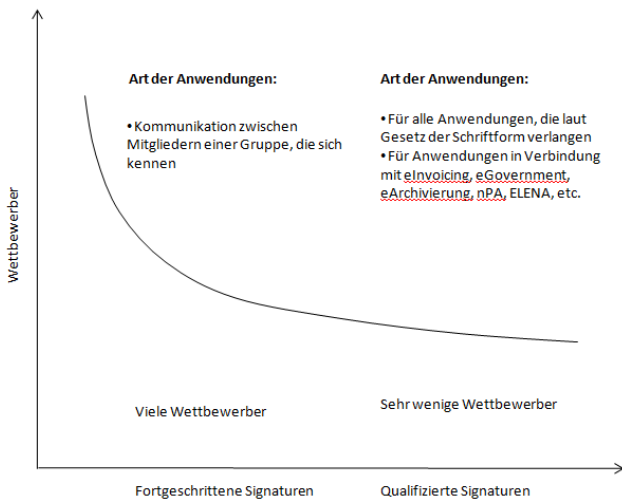 Art der Anwendungen:
•Kommunikation zwischen
Mitgliedern einer Gruppe, die sich
kennen
Art der Anwendungen:
•Für alle Anwendungen, die laut
Gesetz der Schriftform verlangen
•Für Anwendungen in Verbindung
mit eInvoicing, eGovernment,
eArchivierung, nPA, ELENA, etc.
Wettbewerber
Viele Wettbewerber
Sehr wenige Wettbewerber
Fortgeschrittene Signaturen
Qualifizierte Signaturen